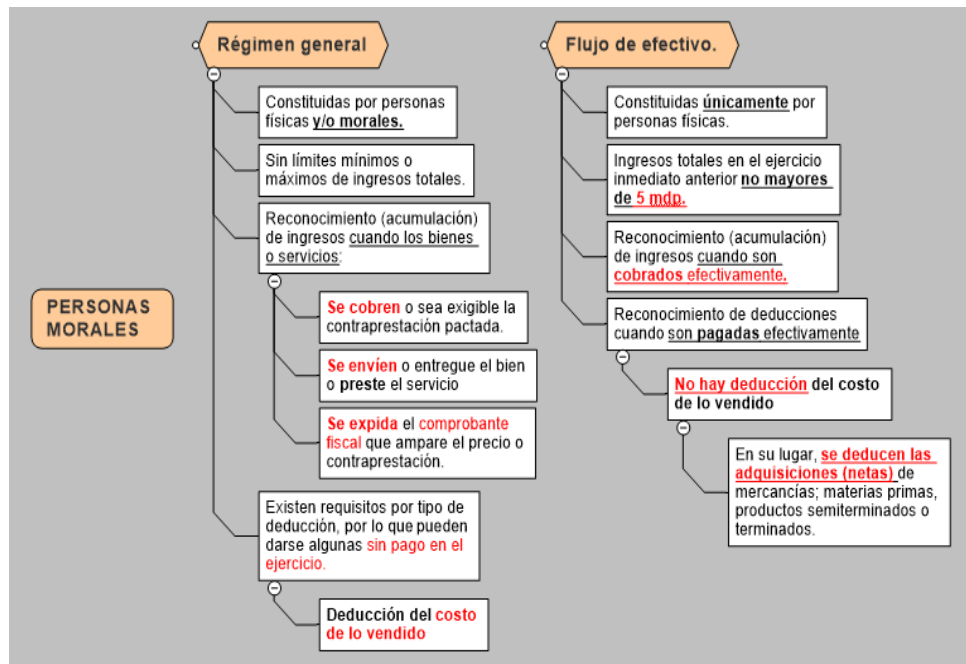 PERSONAS
MORALES
Régimen general
Constituidas por personas
físicas y/o morales.
Sin límites mínimos o
máximos de ingresos totales.
Reconocimiento (acumulación)
de ingresos cuando los bienes
o servicios:
Se cobren o sea exigible la
contraprestación pactada.
Se envíen o entregue el bien
o preste el servicio
Se expida el comprobante
fiscal que ampare el precio o
contraprestación.
Existen requisitos por tipo de
deducción, por lo que pueden
darse algunas sin pago en el
ejercicio.
Deducción del costo
de lo vendido
Flujo de efectivo.
Constituidas únicamente por
personas físicas.
Ingresos totales en el ejercicio
inmediato anterior no mayores
de 5 mdp.
Reconocimiento (acumulación)
de ingresos cuando son
cobrados efectivamente.
Reconocimiento de deducciones
cuando son pagadas efectivamente
No hay deducción del costo
de lo vendido
En su lugar, se deducen las
adquisiciones (netas) de
mercancías; materias primas,
productos semiterminados o
terminados.